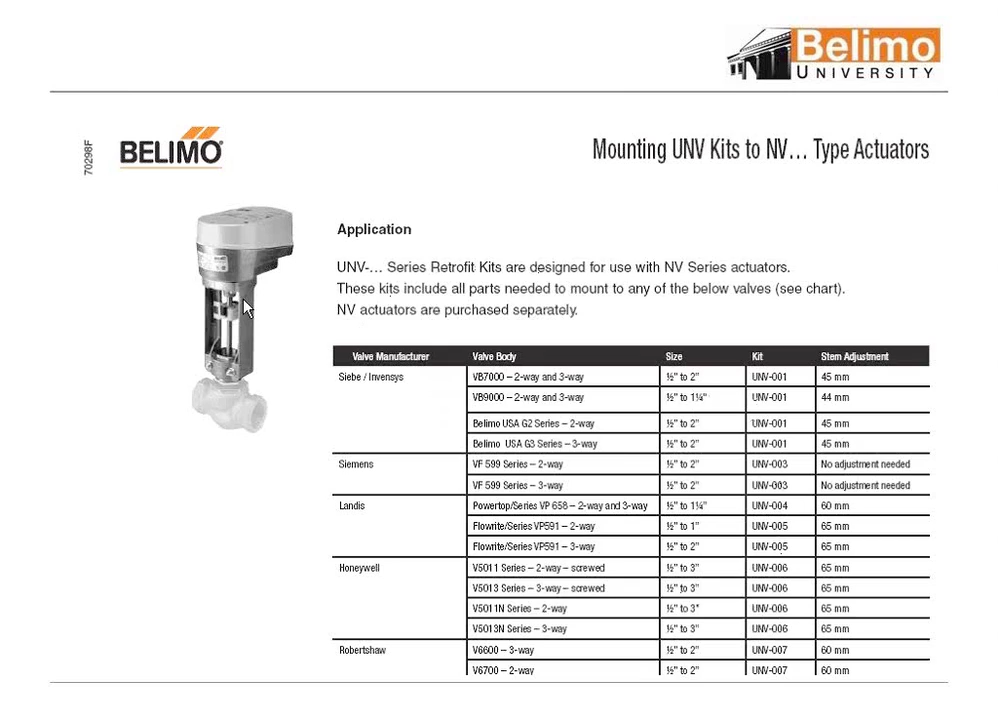 Belimo
UNIVERSITY
70298F
BELIMO®
Mounting UNV Kits to NV… Type Actuators
Application
UNV-… Series Retrofit Kits are designed for use with NV Series actuators.
These kits include all parts needed to mount to any of the below valves (see chart).
NV actuators are purchased separately.
Valve Manufacturer Valve Body Size Kit Stem Adjustment
Siebe / Invensys VB7000 – 2-way and 3-way ½" to 2" UNV-001 45 mm
VB9000 – 2-way and 3-way ½" to 1¼" UNV-001 44 mm
Belimo USA G2 Series – 2-way ½" to 2" UNV-001 45 mm
Belimo USA G3 Series – 3-way ½" to 2" UNV-001 45 mm
Siemens VF 599 Series – 2-way ½" to 2" UNV-003 No adjustment needed
VF 599 Series – 3-way ½" to 2" UNV-003 No adjustment needed
Landis Powertop/Series VP 658 – 2-way and 3-way ½" to 1¼" UNV-004 60 mm
Flowrite/Series VP591 – 2-way ½" to 1" UNV-005 65 mm
Flowrite/Series VP591 – 3-way ½" to 2" UNV-005 65 mm
Honeywell V5011 Series – 2-way – screwed ½" to 3" UNV-006 65 mm
V5013 Series – 3-way – screwed ½" to 3" UNV-006 65 mm
V5011N Series – 2-way ½" to 3" UNV-006 65 mm
V5013N Series – 3-way ½" to 3" UNV-006 65 mm
Robertshaw V6600 – 3-way ½" to 2" UNV-007 60 mm
V6700 – 2-way ½" to 2" UNV-007 60 mm